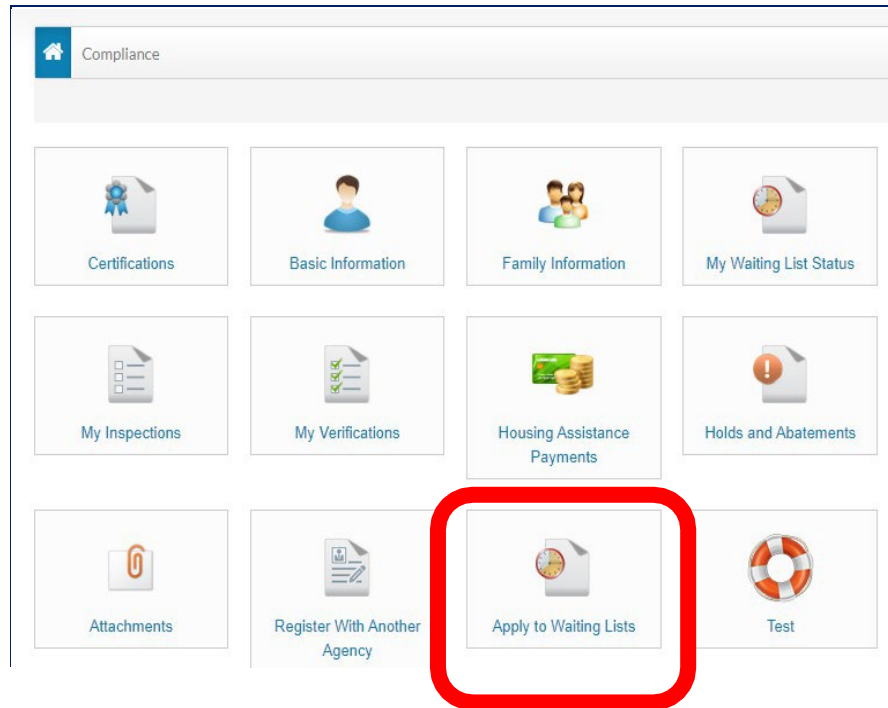 Compliance
Certifications
Basic Information
Family Information
My Waiting List Status
My Inspections
My Verifications
Housing Assistance
Payments
Holds and Abatements
Attachments
Register With Another
Agency
Apply to Waiting Lists
Test